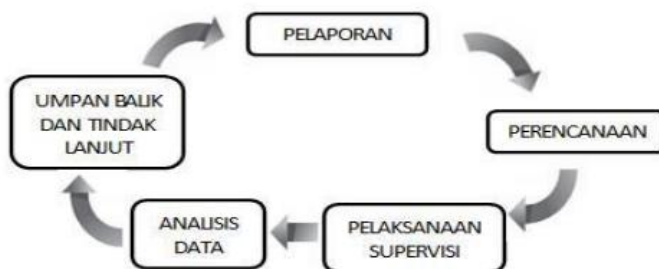 PELAPORAN
PERENCANAAN
PELAKSANAAN
SUPERVISI
ANALISIS
DATA
UMPAN BALIK
DAN TINDAK
LANJUT